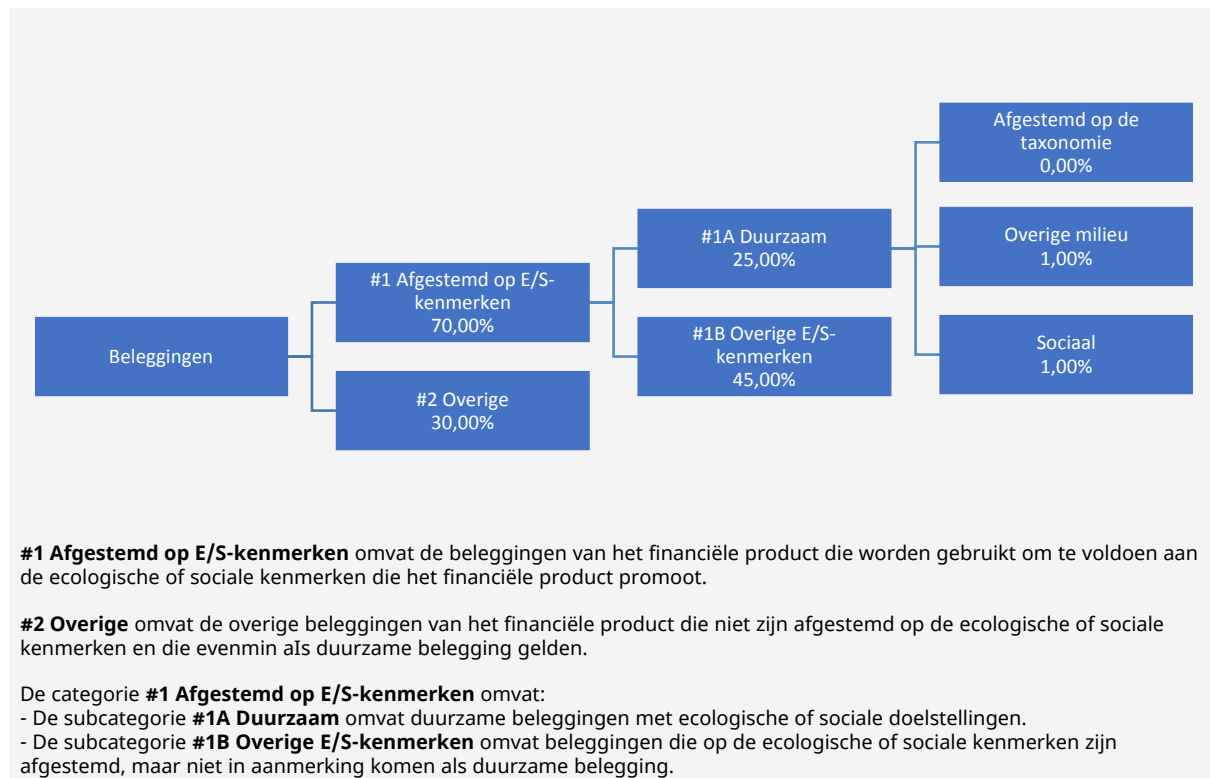 Afgestemd op de
taxonomie
0,00%
#1A Duurzaam
25,00%
Overige milieu
1,00%
#1 Afgestemd op E/S-
kenmerken
70,00%
#1B Overige E/S-
kenmerken
45,00%
Sociaal
1,00%
Beleggingen
#2 Overige
30,00%
#1 Afgestemd op E/S-kenmerken omvat de beleggingen van het financiële product die worden gebruikt om te voldoen aan
de ecologische of sociale kenmerken die het financiële product promoot.
#2 Overige omvat de overige beleggingen van het financiële product die niet zijn afgestemd op de ecologische of sociale
kenmerken en die evenmin aIs duurzame belegging gelden.
De categorie #1 Afgestemd op E/S-kenmerken omvat:
- De subcategorie #1A Duurzaam omvat duurzame beleggingen met ecologische of sociale doelstellingen.
- De subcategorie #1B Overige E/S-kenmerken omvat beleggingen die op de ecologische of sociale kenmerken zijn
afgestemd, maar niet in aanmerking komen als duurzame belegging.